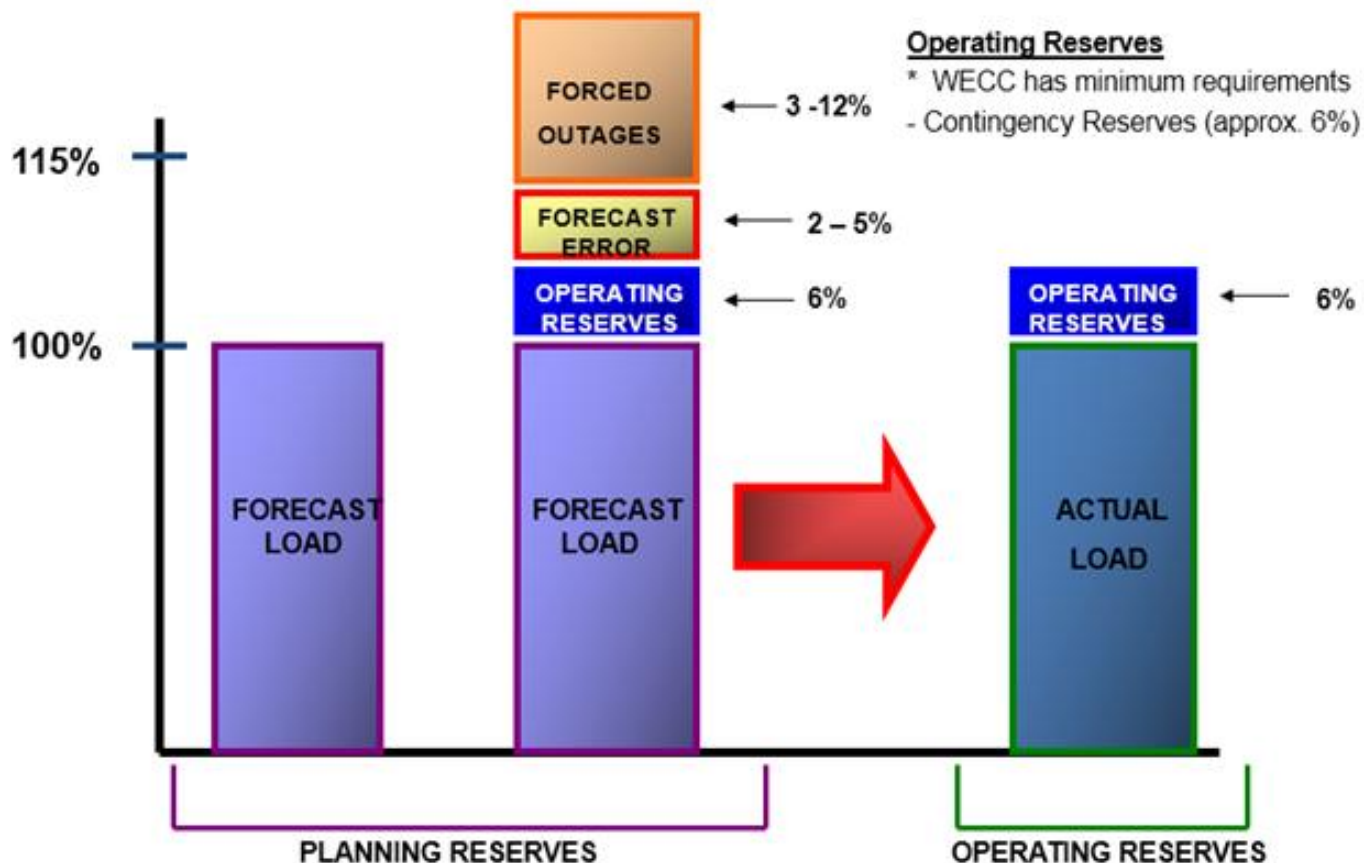 Operating Reserves
* WECC has minimum requirements
- Contingency Reserves (approx. 6%)
FORCED
OUTAGES
3 -12%
115%
FORECAST
ERROR
2 – 5%
OPERATING
RESERVES
6%
OPERATING
RESERVES
6%
100%
FORECAST
LOAD
FORECAST
LOAD
ACTUAL
LOAD
PLANNING RESERVES
OPERATING RESERVES